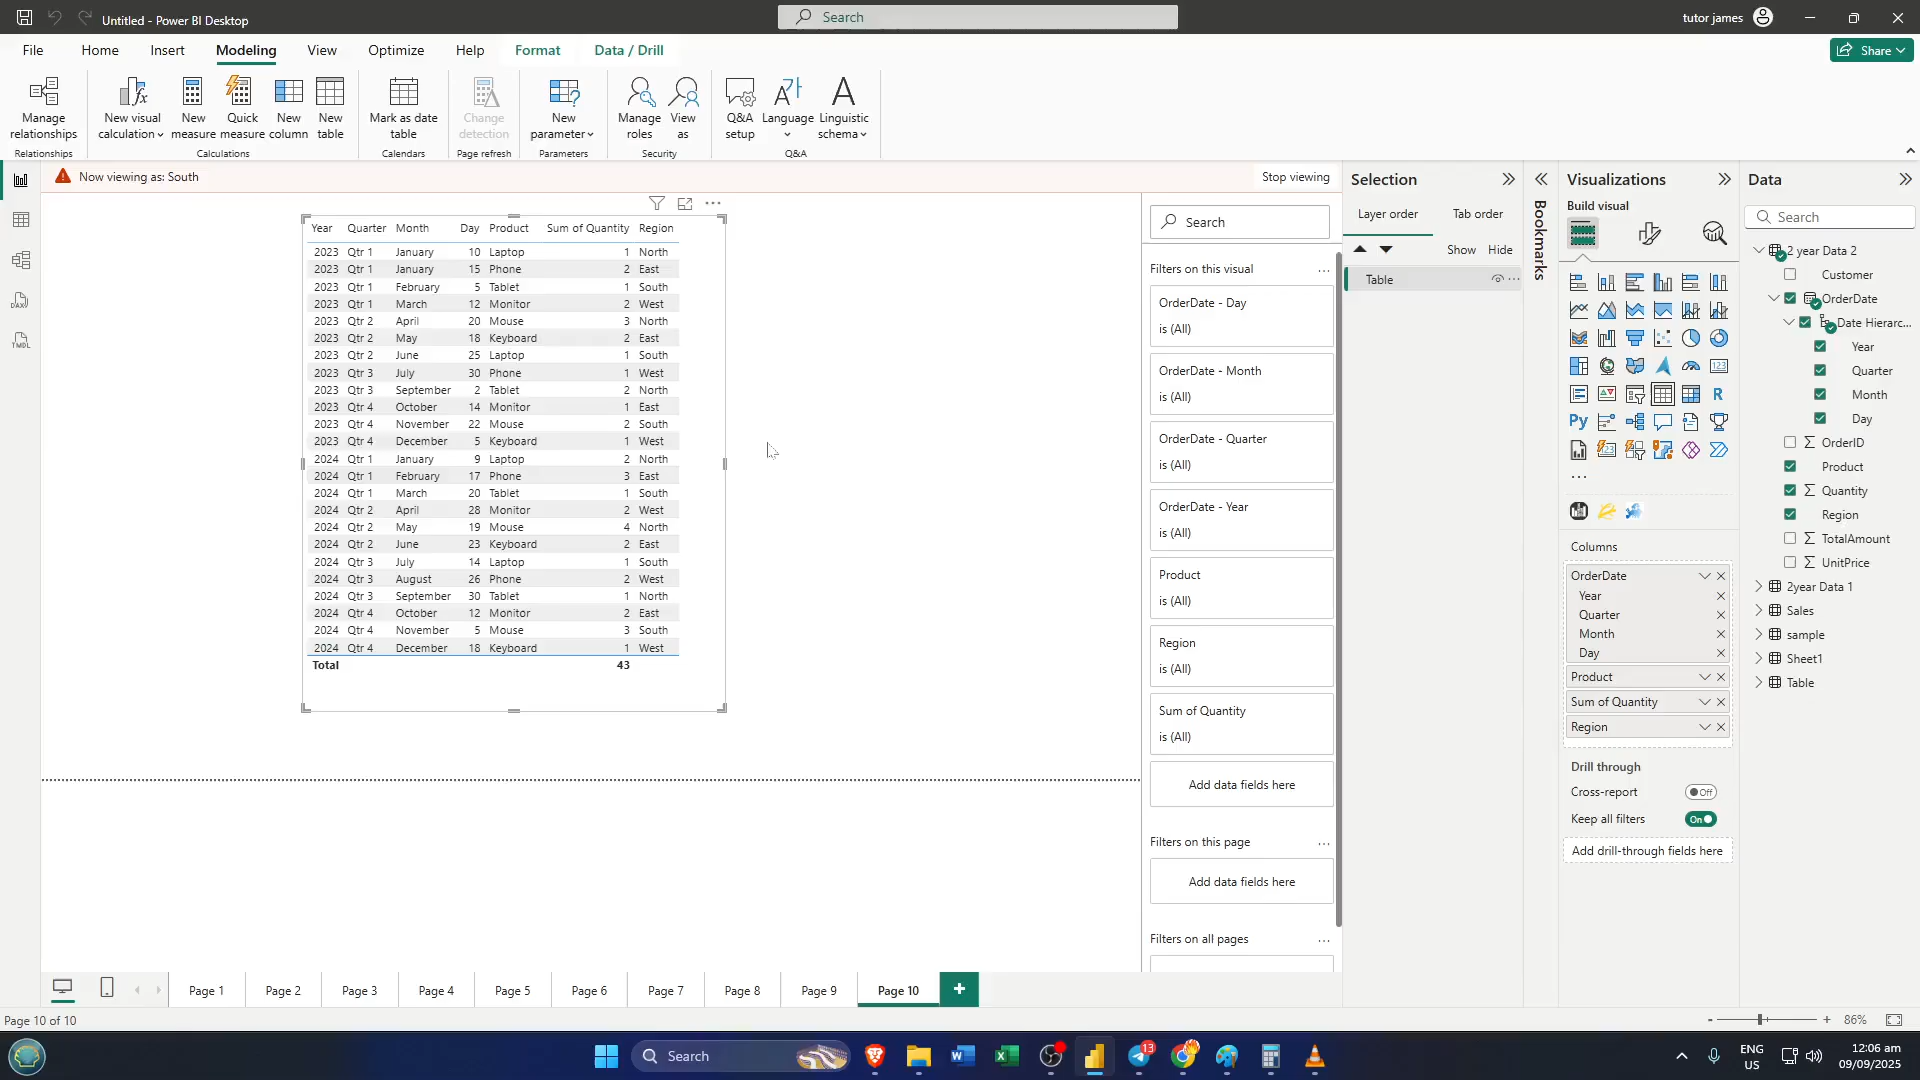 Untitled - Power BI Desktop
Search
tutor james
File Home Insert Modeling View Optimize Help Format Data / Drill
Share
Manage relationships
New visual calculation
New measure
Quick measure
New column
New table
Mark as date table
Change detection
New parameter
Manage roles
View as
Q&A setup
Language
Linguistic schema
Relationships
Calculations
Calendars
Page refresh
Parameters
Security
Q&A
Now viewing as: South
Stop viewing
Year Quarter Month Day Product Sum of Quantity Region
2023 Qtr 1 January 10 Laptop 1 North
2023 Qtr 1 January 15 Phone 2 East
2023 Qtr 1 February 5 Tablet 1 South
2023 Qtr 1 March 12 Monitor 2 West
2023 Qtr 2 April 20 Mouse 3 North
2023 Qtr 2 May 18 Keyboard 2 East
2023 Qtr 2 June 25 Laptop 1 South
2023 Qtr 3 July 30 Phone 1 West
2023 Qtr 3 September 2 Tablet 2 North
2023 Qtr 4 October 14 Monitor 1 East
2023 Qtr 4 November 22 Mouse 2 South
2023 Qtr 4 December 5 Keyboard 1 West
2024 Qtr 1 January 9 Laptop 2 North
2024 Qtr 1 February 17 Phone 3 East
2024 Qtr 1 March 20 Tablet 1 South
2024 Qtr 2 April 28 Monitor 2 West
2024 Qtr 2 May 19 Mouse 4 North
2024 Qtr 2 June 23 Keyboard 2 East
2024 Qtr 3 July 14 Laptop 1 South
2024 Qtr 3 August 26 Phone 2 West
2024 Qtr 3 September 30 Tablet 1 North
2024 Qtr 4 October 12 Monitor 2 East
2024 Qtr 4 November 5 Mouse 3 South
2024 Qtr 4 December 18 Keyboard 1 West
Total 43
Search
Filters on this visual
OrderDate - Day
is (All)
OrderDate - Month
is (All)
OrderDate - Quarter
is (All)
OrderDate - Year
is (All)
Product
is (All)
Region
is (All)
Sum of Quantity
is (All)
Add data fields here
Filters on this page
Add data fields here
Filters on all pages
Selection
Layer order Tab order
Show Hide
Table
Bookmarks
Visualizations
Build visual
Columns
OrderDate
Year
Quarter
Month
Day
Product
Sum of Quantity
Region
Drill through
Cross-report Off
Keep all filters On
Add drill-through fields here
Data
Search
2 year Data 2
Customer
OrderDate
Date Hierarc...
Year
Quarter
Month
Day
OrderID
Product
Quantity
Region
TotalAmount
UnitPrice
2year Data 1
Sales
sample
Sheet1
Table
Page 1 Page 2 Page 3 Page 4 Page 5 Page 6 Page 7 Page 8 Page 9 Page 10
Page 10 of 10
86%
Search
13
ENG
US
12:06 am
09/09/2025